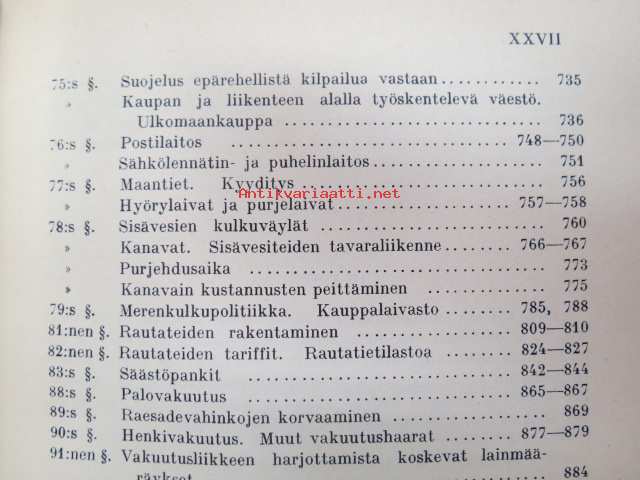 XXVII
75:s §. Suojelus epärehellistä kilpailua vastaan ............ 735
» Kaupan ja liikenteen alalla työskentelevä väestö.
Ulkomaankauppa ........................... 736
76:s §. Postilaitos ........................ 748—750
» Sähkölennätin- ja puhelinlaitos .................. 751
77:s §. Maantiet. Kyyditys ........................ 756
Antikvariaatti.net
» Höyrylaivat ja purjelaivat .................. 757—758
78:s §. Sisävesien kulkuväylät ..................... 760
» Kanavat. Sisävesiteiden tavaraliikenne ...... 766—767
» Purjehdusaika ........................... 773
» Kanavain kustannusten peittäminen ............ 775
79:s §. Merenkulkupolitiikka. Kauppalaivasto ...... 785, 788
81:nen §. Rautateiden rakentaminen .................. 809—810
82:nen §. Rautateiden tariffit. Rautatietilastoa ......... 824—827
83:s §. Säästöpankit ........................ 842—844
88:s §. Palovakuutus ........................ 865—867
89:s §. Raesadevahinkojen korvaaminen ............... 869
90:s §. Henkivakuutus. Muut vakuutushaarat ......... 877—879
91:nen §. Vakuutusliikkeen harjottamista koskevat lainmää-
räykset ........................... 884